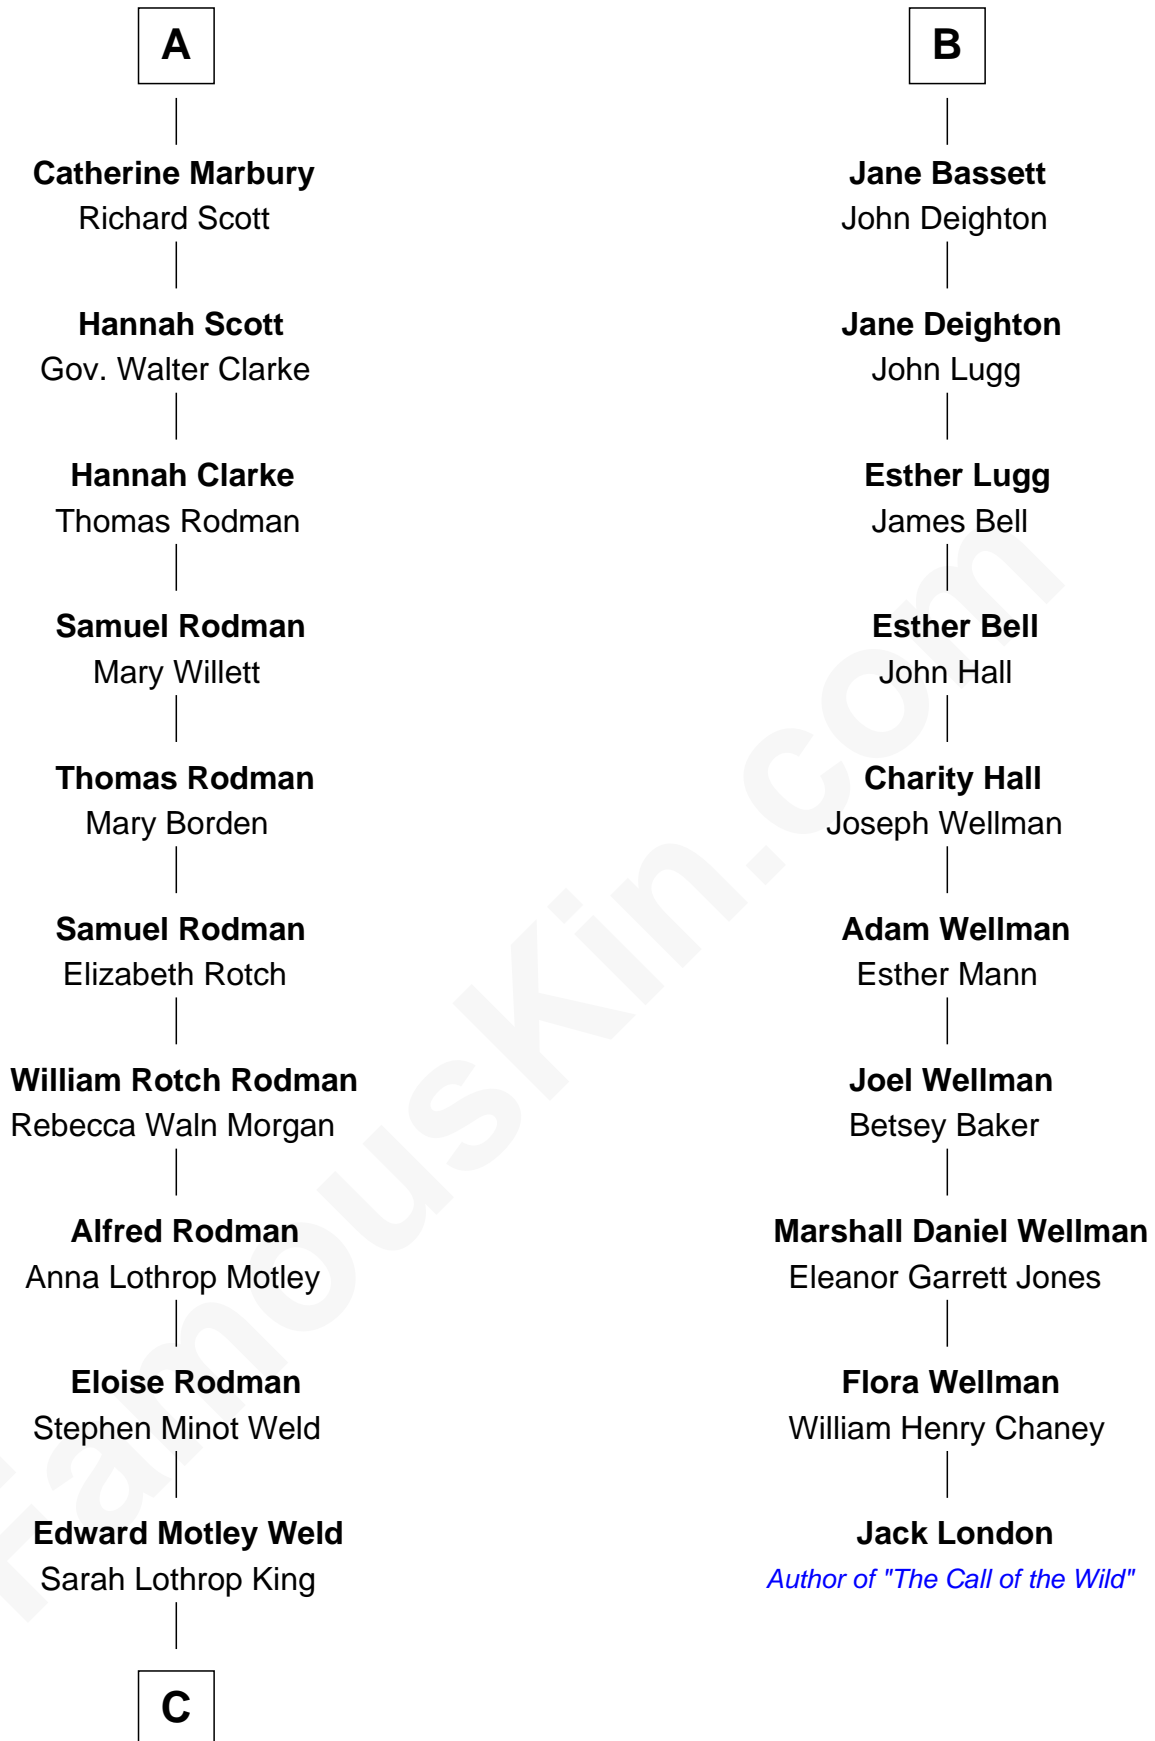 A
Catherine Marbury
Richard Scott
Hannah Scott
Gov. Walter Clarke
Hannah Clarke
Thomas Rodman
Samuel Rodman
Mary Willett
Thomas Rodman
Mary Borden
Samuel Rodman
Elizabeth Rotch
William Rotch Rodman
Rebecca Waln Morgan
Alfred Rodman
Anna Lothrop Motley
Eloise Rodman
Stephen Minot Weld
Edward Motley Weld
Sarah Lothrop King
C
B
Jane Bassett
John Deighton
Jane Deighton
John Lugg
Esther Lugg
James Bell
Esther Bell
John Hall
Charity Hall
Joseph Wellman
Adam Wellman
Esther Mann
Joel Wellman
Betsey Baker
Marshall Daniel Wellman
Eleanor Garrett Jones
Flora Wellman
William Henry Chaney
Jack London
Author of "The Call of the Wild"
FamousKin.com